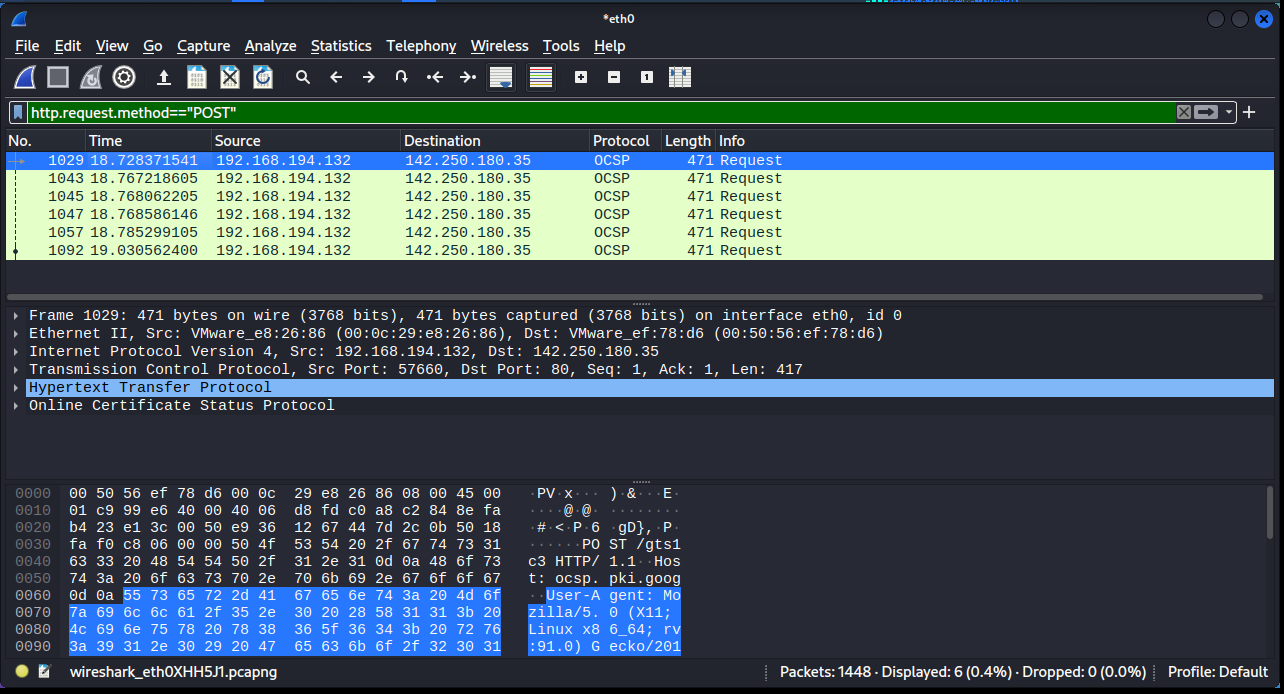 *eth0
File Edit View Go Capture Analyze Statistics Telephony Wireless Tools Help
http.request.method=="POST"
No. Time Source Destination Protocol Length Info
1029 18.728371541 192.168.194.132 142.250.180.35 OCSP 471 Request
1043 18.767218605 192.168.194.132 142.250.180.35 OCSP 471 Request
1045 18.768062205 192.168.194.132 142.250.180.35 OCSP 471 Request
1047 18.768586146 192.168.194.132 142.250.180.35 OCSP 471 Request
1057 18.785299105 192.168.194.132 142.250.180.35 OCSP 471 Request
1092 19.030562400 192.168.194.132 142.250.180.35 OCSP 471 Request
Frame 1029: 471 bytes on wire (3768 bits), 471 bytes captured (3768 bits) on interface eth0, id 0
Ethernet II, Src: VMware_e8:26:86 (00:0c:29:e8:26:86), Dst: VMware_ef:78:d6 (00:50:56:ef:78:d6)
Internet Protocol Version 4, Src: 192.168.194.132, Dst: 142.250.180.35
Transmission Control Protocol, Src Port: 57660, Dst Port: 80, Seq: 1, Ack: 1, Len: 417
Hypertext Transfer Protocol
Online Certificate Status Protocol
0000 00 50 56 ef 78 d6 00 0c 29 e8 26 86 08 00 45 00 ·PV·x··· )·&···E·
0010 01 c9 99 e6 40 00 40 06 d8 fd c0 a8 c2 84 8e fa ····@·@· ········
0020 b4 23 e1 3c 00 50 e9 36 12 67 44 7d 2c 0b 50 18 ·#·<·P·6 ·gD},·P·
0030 fa f0 c8 06 00 00 50 4f 53 54 20 2f 67 74 73 31 ······PO ST /gts1
0040 63 33 20 48 54 54 50 2f 31 2e 31 0d 0a 48 6f 73 c3 HTTP/ 1.1··Hos
0050 74 3a 20 6f 63 73 70 2e 70 6b 69 2e 67 6f 6f 67 t: ocsp. pki.goog
0060 0d 0a 55 73 65 72 2d 41 67 65 6e 74 3a 20 4d 6f ··User-A gent: Mo
0070 7a 69 6c 6c 61 2f 35 2e 30 20 28 58 31 31 3b 20 zilla/5. 0 (X11;
0080 4c 69 6e 75 78 20 78 38 36 5f 36 34 3b 20 72 76 Linux x8 6_64; rv
0090 3a 39 31 2e 30 29 20 47 65 63 6b 6f 2f 32 30 31 :91.0) G ecko/201
wireshark_eth0XHH5J1.pcapng Packets: 1448 · Displayed: 6 (0.4%) · Dropped: 0 (0.0%) Profile: Default